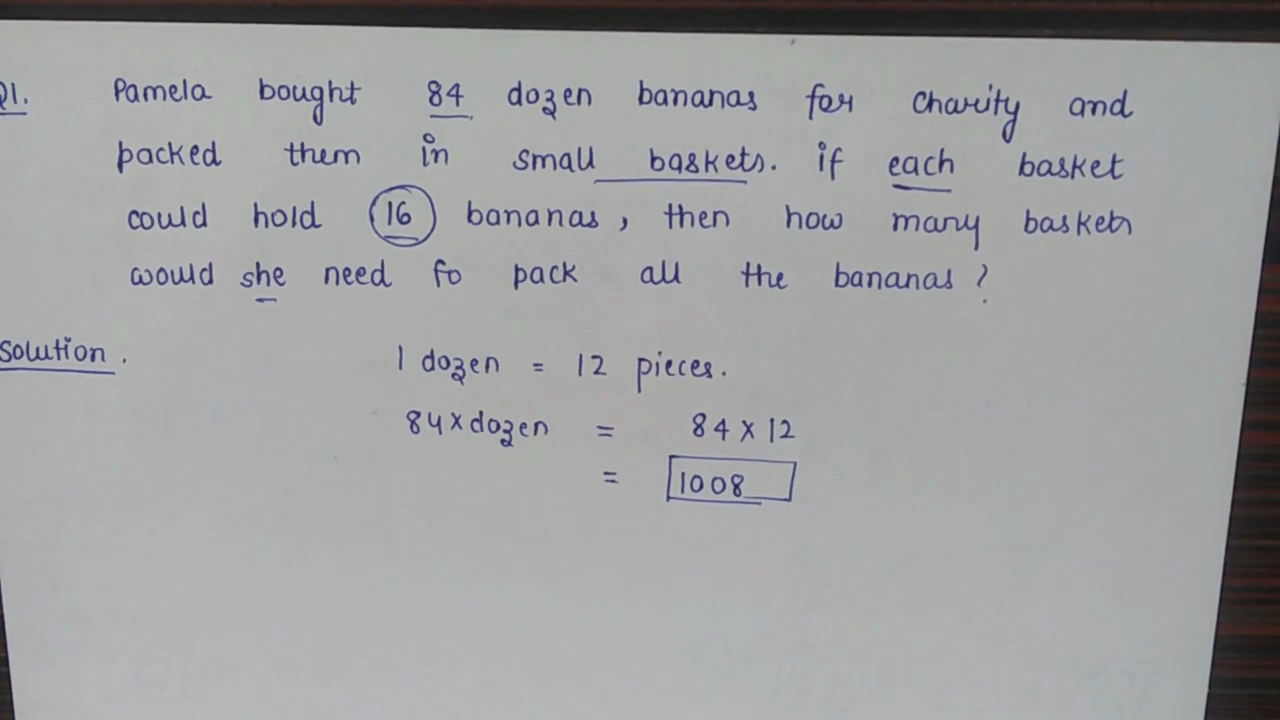 Q1. Pamela bought 84 dozen bananas for charity and
packed them in small baskets. if each basket
could hold 16 bananas, then how many baskets
would she need to pack all the bananas?
Solution.
1 dozen = 12 pieces.
84 x dozen = 84 x 12
= 1008